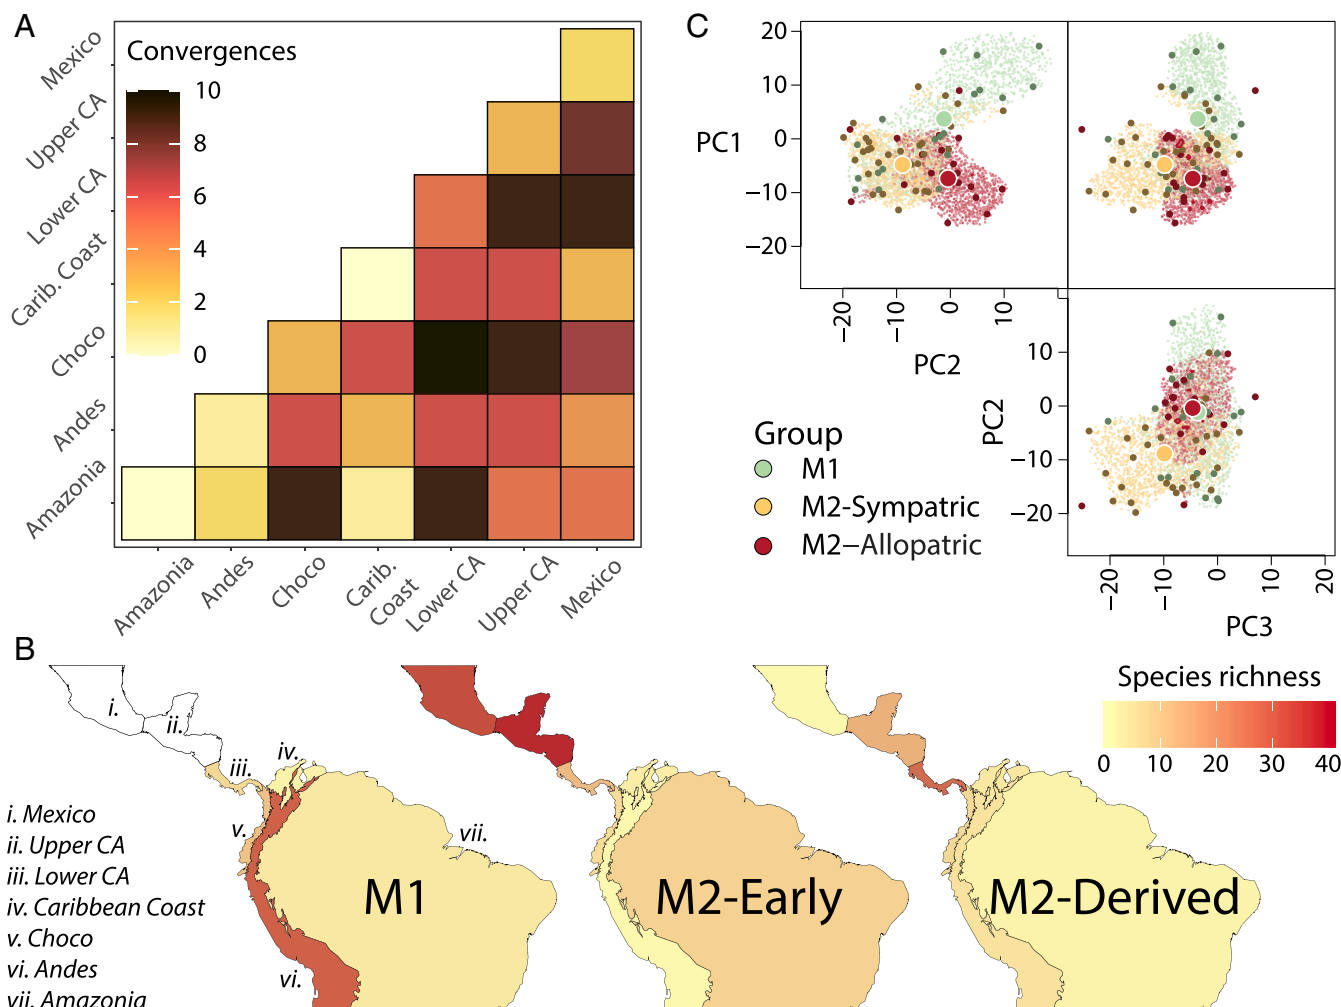 A
Convergences
10
8
6
4
2
0
Mexico
Upper CA
Lower CA
Carib. Coast
Choco
Andes
Amazonia
Amazonia
Andes
Choco
Carib.
Coast
Lower CA
Upper CA
Mexico
C
20
10
0
−10
−20
PC1
−20
−10
0
10
PC2
10
0
−10
−20
PC2
−20
−10
0
10
20
PC3
Group
M1
M2-Sympatric
M2−Allopatric
B
Species richness
0 10 20 30 40
i.
ii.
iii.
iv.
v.
vi.
vii.
i. Mexico
ii. Upper CA
iii. Lower CA
iv. Caribbean Coast
v. Choco
vi. Andes
vii. Amazonia
M1
M2-Early
M2-Derived